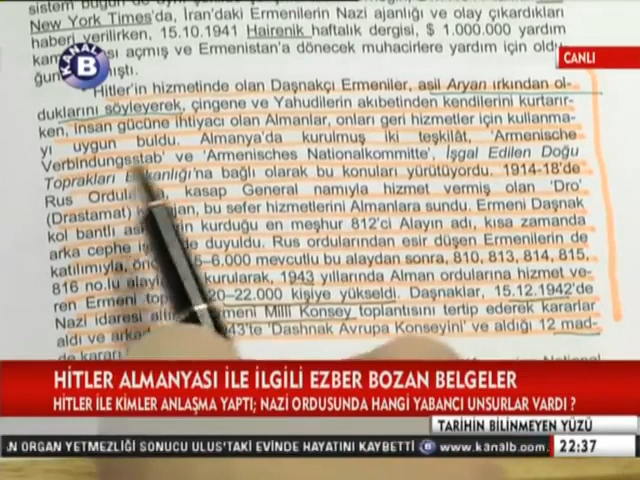 sistem bugün de
New York Times'da, İran'daki Ermenilerin Nazi ajanlığı ve olay çıkardıkları
haberi verilirken, 15.10.1941 Hairenik haftalık dergisi, $ 1.000.000 yardım
açmış ve Ermenistan'a dönecek muhacirlere yardım için
KANAL B
CANLI
'Hitler'in hizmetinde olan Daşnakçı Ermeniler, asil Aryan ırkından ol-
duklarını söyleyerek, çingene ve Yahudilerin akıbetinden kendilerini kurtarır-
ken, insan gücüne ihtiyacı olan Almanlar, onları geri hizmetler için kullanma-
yı uygun buldu. Almanya'da kurulmuş iki teşkilât, 'Armenische
Verbindungsstab' ve 'Armenisches Nationalkommitte', İşgal Edilen Doğu
Toprakları Bakanlığı'na bağlı olarak bu konuları yürütüyordu. 1914-18'de
Rus kasap General namıyla hizmet vermiş olan 'Dro'
(Drastamat) bu sefer hizmetlerini Almanlara sundu. Ermeni Daşnak
kol kurduğu en meşhur 812'ci Alayın adı, kısa zamanda
arka cephe duyuldu. Rus ordularından esir düşen Ermenilerin de
katılımıyla, 5–6.000 mevcutlu bu alaydan sonra, 810, 813, 814, 815,
816 no.lu kurularak, 1943 yıllarında Alman ordularına hizmet ve-
ren Ermeni 20–22.000 kişiye yükseldi. Daşnaklar, 15.12.1942'de
Nazi idaresi Milli Konsey toplantısını tertip ederek kararlar
aldı ve 'Dashnak Avrupa Konseyini' ve aldığı 12 mad-
de kararı
HİTLER ALMANYASI İLE İLGİLİ EZBER BOZAN BELGELER
HİTLER İLE KİMLER ANLAŞMA YAPTI; NAZİ ORDUSUNDA HANGİ YABANCI UNSURLAR VARDI ?
TARİHİN BİLİNMEYEN YÜZÜ
N ORGAN YETMEZLİĞİ SONUCU ULUS'TAKİ EVİNDE HAYATINI KAYBETTİ B www.kanalb.com 22:37